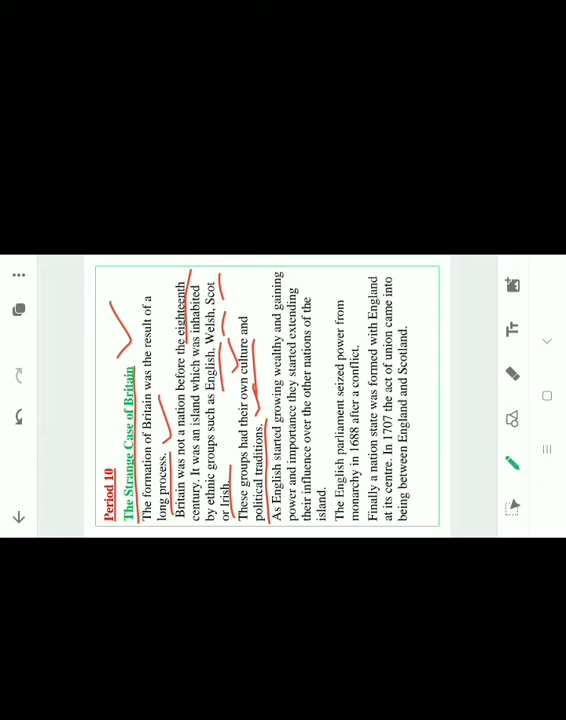 Period 10
The Strange Case of Britain
The formation of Britain was the result of a
long process.
Britain was not a nation before the eighteenth
century. It was an island which was inhabited
by ethnic groups such as English, Welsh, Scot
or Irish.
These groups had their own culture and
political traditions.
As English started growing wealthy and gaining
power and importance they started extending
their influence over the other nations of the
island.
The English parliament seized power from
monarchy in 1688 after a conflict.
Finally a nation state was formed with England
at its centre. In 1707 the act of union came into
being between England and Scotland.
Tт